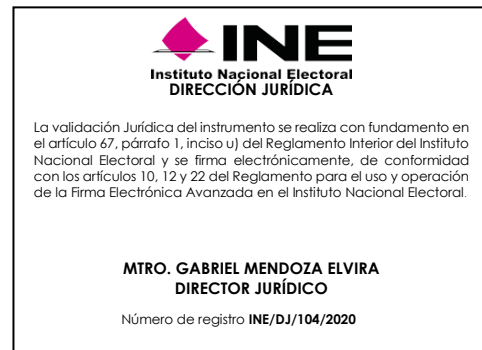 INE
Instituto Nacional Electoral
DIRECCIÓN JURÍDICA
La validación Jurídica del instrumento se realiza con fundamento en
el artículo 67, párrafo 1, inciso u) del Reglamento Interior del Instituto
Nacional Electoral y se firma electrónicamente, de conformidad
con los artículos 10, 12 y 22 del Reglamento para el uso y operación
de la Firma Electrónica Avanzada en el Instituto Nacional Electoral.
MTRO. GABRIEL MENDOZA ELVIRA
DIRECTOR JURÍDICO
Número de registro INE/DJ/104/2020